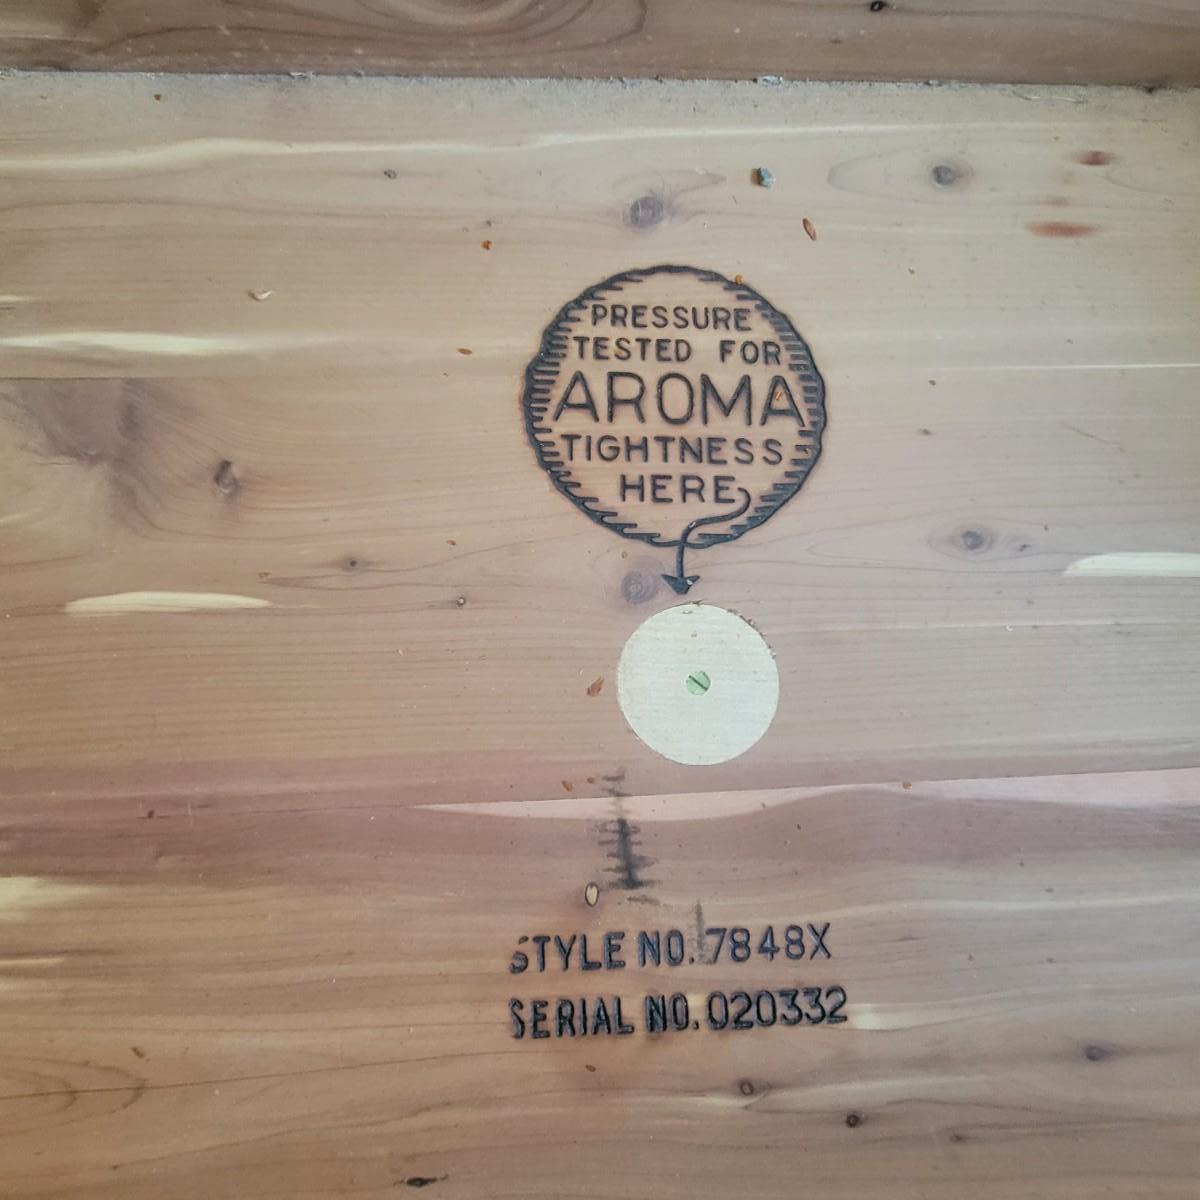 PRESSURE
TESTED FOR
AROMA
TIGHTNESS
HERE
STYLE NO. 7848X
SERIAL NO. 020332